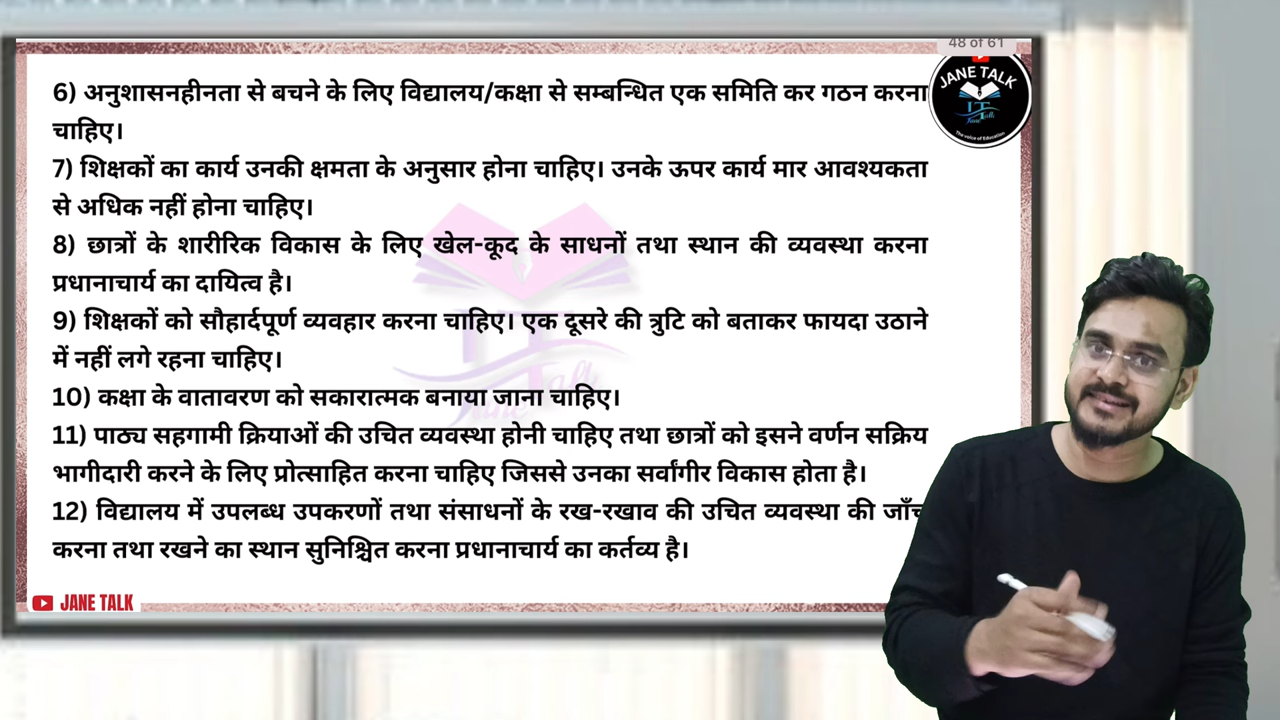 48 of 61
JANE TALK
The voice of Education
6) अनुशासनहीनता से बचने के लिए विद्यालय/कक्षा से सम्बन्धित एक समिति कर गठन करना
चाहिए।
7) शिक्षकों का कार्य उनकी क्षमता के अनुसार होना चाहिए। उनके ऊपर कार्य मार आवश्यकता
से अधिक नहीं होना चाहिए।
8) छात्रों के शारीरिक विकास के लिए खेल-कूद के साधनों तथा स्थान की व्यवस्था करना
प्रधानाचार्य का दायित्व है।
9) शिक्षकों को सौहार्दपूर्ण व्यवहार करना चाहिए। एक दूसरे की त्रुटि को बताकर फायदा उठाने
में नहीं लगे रहना चाहिए।
10) कक्षा के वातावरण को सकारात्मक बनाया जाना चाहिए।
11) पाठ्य सहगामी क्रियाओं की उचित व्यवस्था होनी चाहिए तथा छात्रों को इसने वर्णन सक्रिय
भागीदारी करने के लिए प्रोत्साहित करना चाहिए जिससे उनका सर्वांगीर विकास होता है।
12) विद्यालय में उपलब्ध उपकरणों तथा संसाधनों के रख-रखाव की उचित व्यवस्था की जाँच
करना तथा रखने का स्थान सुनिश्चित करना प्रधानाचार्य का कर्तव्य है।
JANE TALK